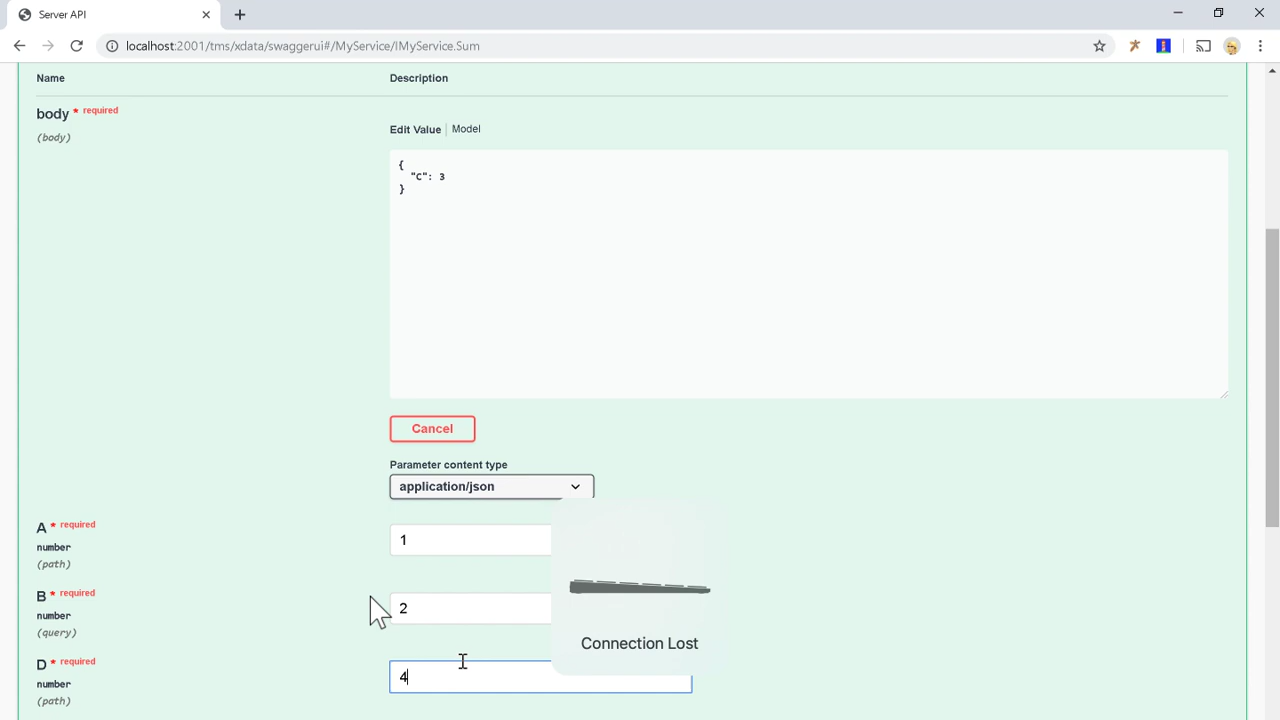 Server API
localhost:2001/tms/xdata/swaggerui#/MyService/IMyService.Sum
Name Description
body * required
(body)
Edit Value Model
{
"C": 3
}
Cancel
Parameter content type
application/json
A * required
number
(path)
1
B * required
number
(query)
2
Connection Lost
D * required
number
(path)
4